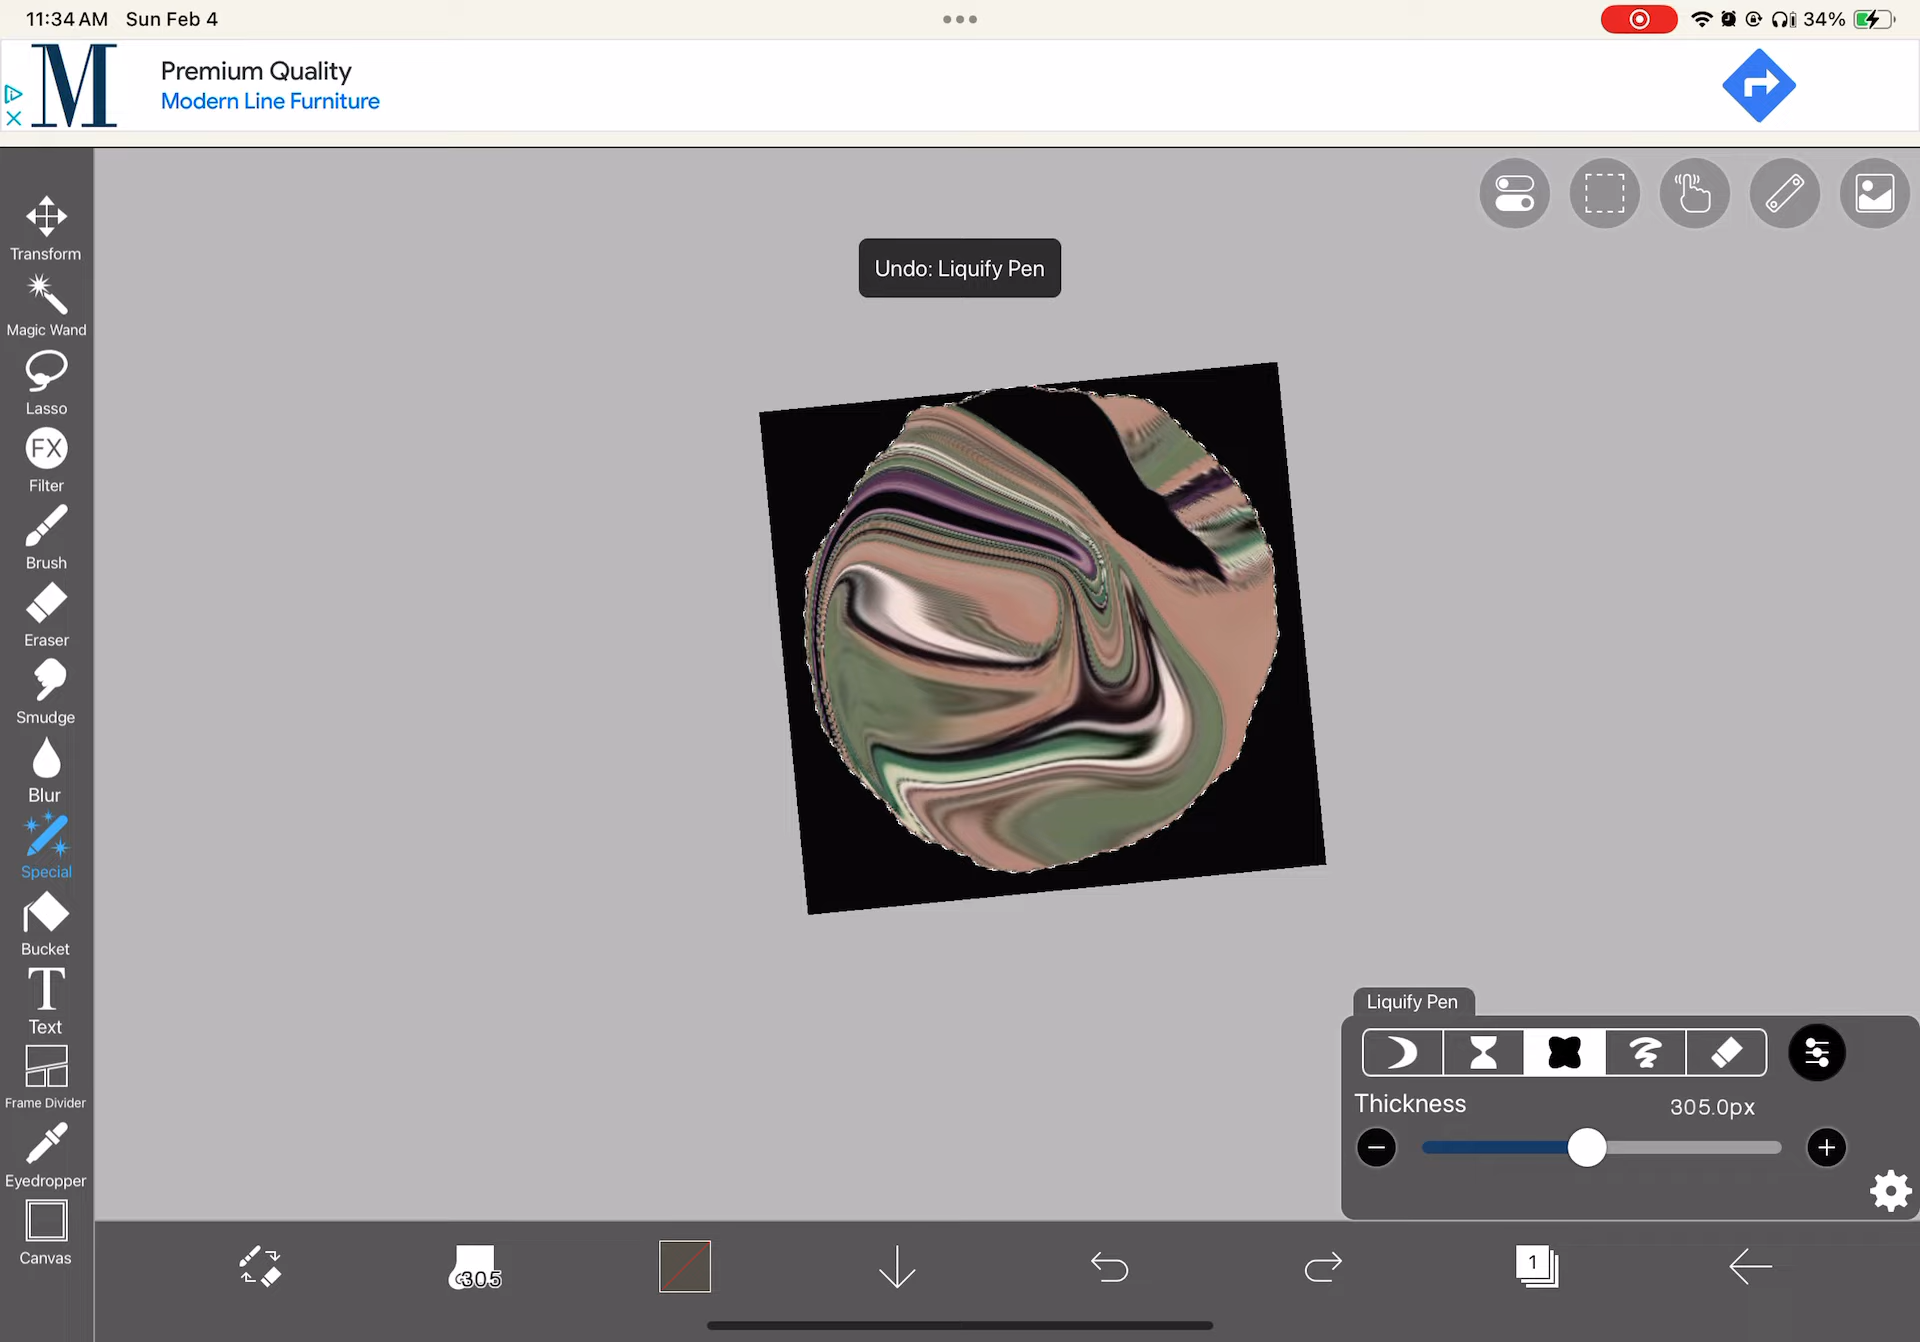 11:34 AM Sun Feb 4
34%
M
Premium Quality
Modern Line Furniture
Transform
Magic Wand
Lasso
FX
Filter
Brush
Eraser
Smudge
Blur
Special
Bucket
T
Text
Frame Divider
Eyedropper
Canvas
Undo: Liquify Pen
Liquify Pen
Thickness
305.0px
305
1